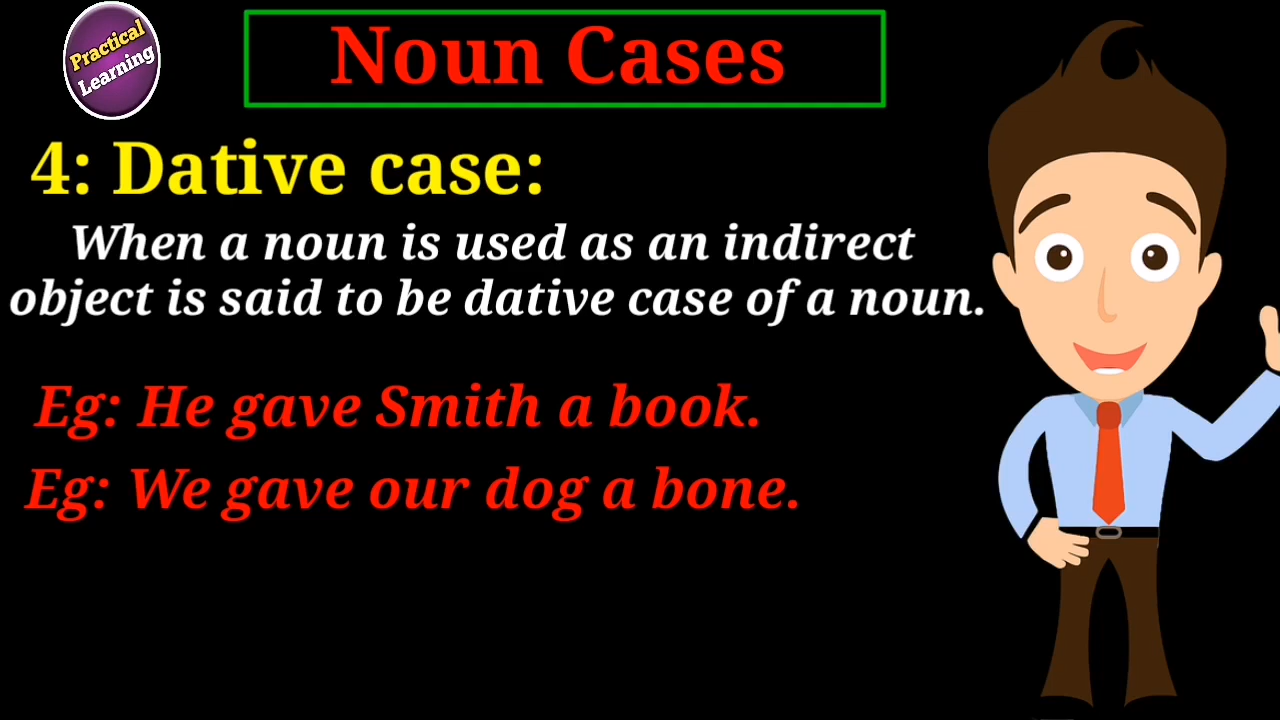 Practical
Learning
Noun Cases
4: Dative case:
When a noun is used as an indirect
object is said to be dative case of a noun.
Eg: He gave Smith a book.
Eg: We gave our dog a bone.